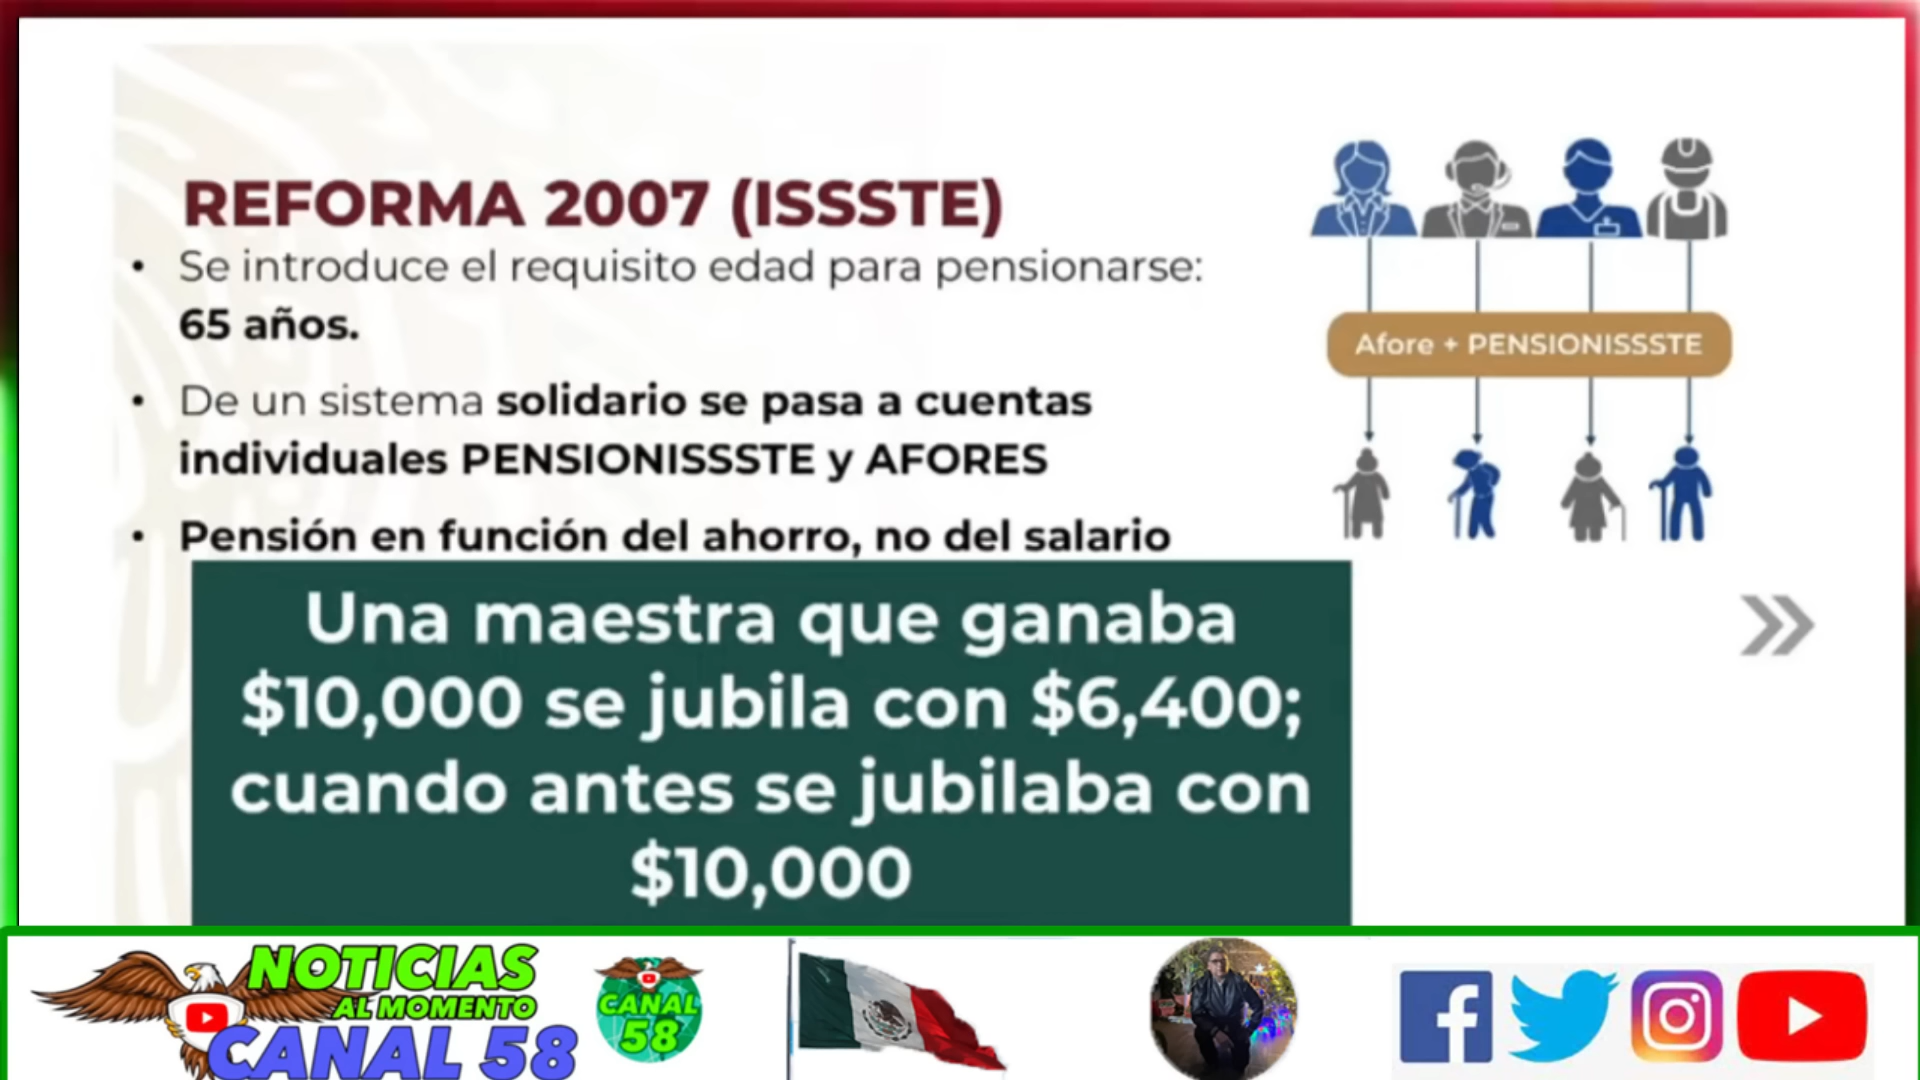 REFORMA 2007 (ISSSTE)
• Se introduce el requisito edad para pensionarse:
65 años.
• De un sistema solidario se pasa a cuentas
individuales PENSIONISSSTE y AFORES
• Pensión en función del ahorro, no del salario
Afore + PENSIONISSSTE
Una maestra que ganaba
$10,000 se jubila con $6,400;
cuando antes se jubilaba con
$10,000
NOTICIAS
AL MOMENTO
CANAL 58
CANAL
58